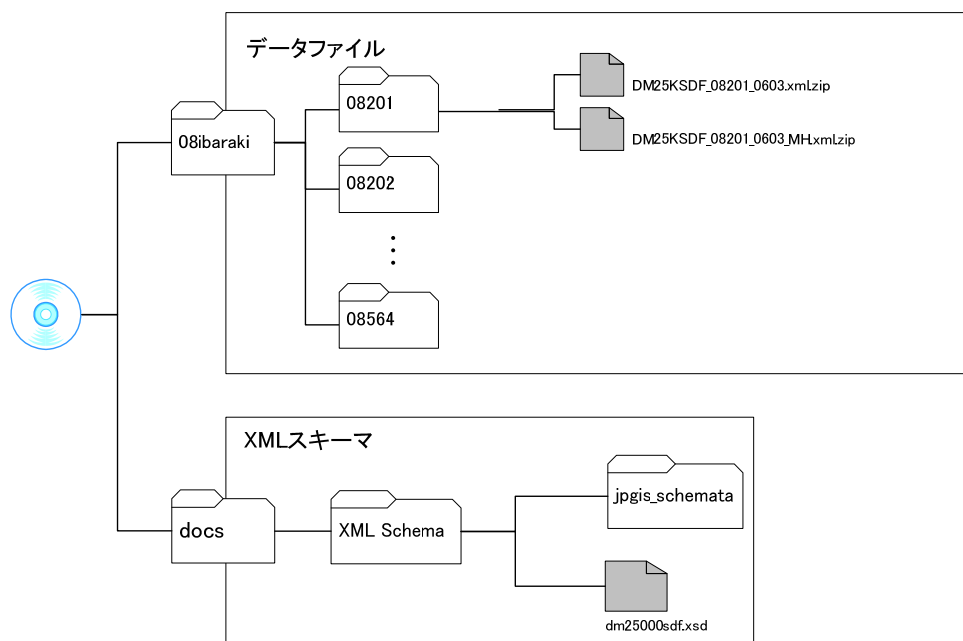 データファイル
08ibaraki
08201
DM25KSDF_08201_0603.xml.zip
DM25KSDF_08201_0603_MH.xml.zip
08202
⋮
08564
XMLスキーマ
docs
XML Schema
jpgis_schemata
dm25000sdf.xsd